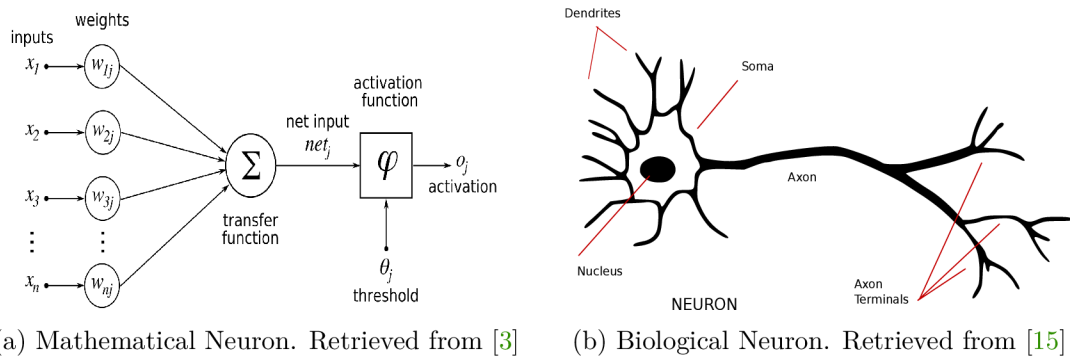 weights
inputs
x1
w1j
x2
w2j
x3
w3j
xn
wnj
Σ
transfer
function
net input
netj
activation
function
φ
oj
activation
θj
threshold
(a) Mathematical Neuron. Retrieved from [3]
Dendrites
Soma
Axon
Nucleus
Axon
Terminals
NEURON
(b) Biological Neuron. Retrieved from [15]